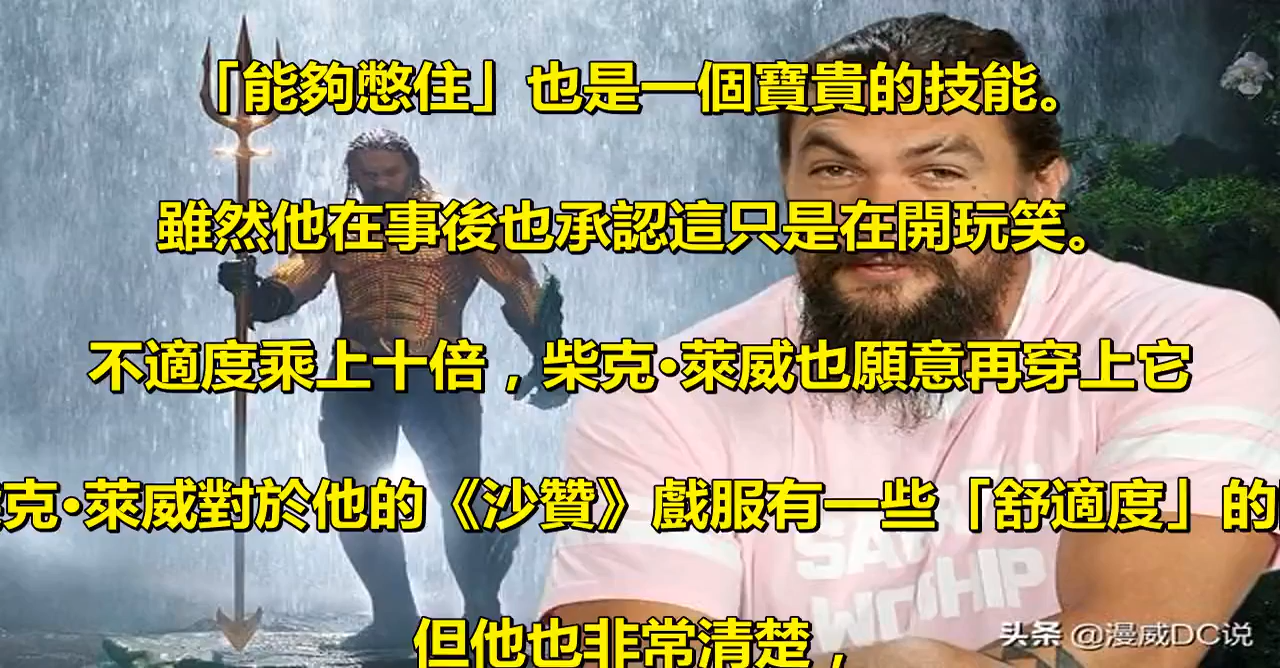 「能夠憋住」也是一個寶貴的技能。
雖然他在事後也承認這只是在開玩笑。
不適度乘上十倍，柴克•萊威也願意再穿上它
克•萊威對於他的《沙贊》戲服有一些「舒適度」的
WORSHIP
但他也非常清楚，
头条 @漫威DC说